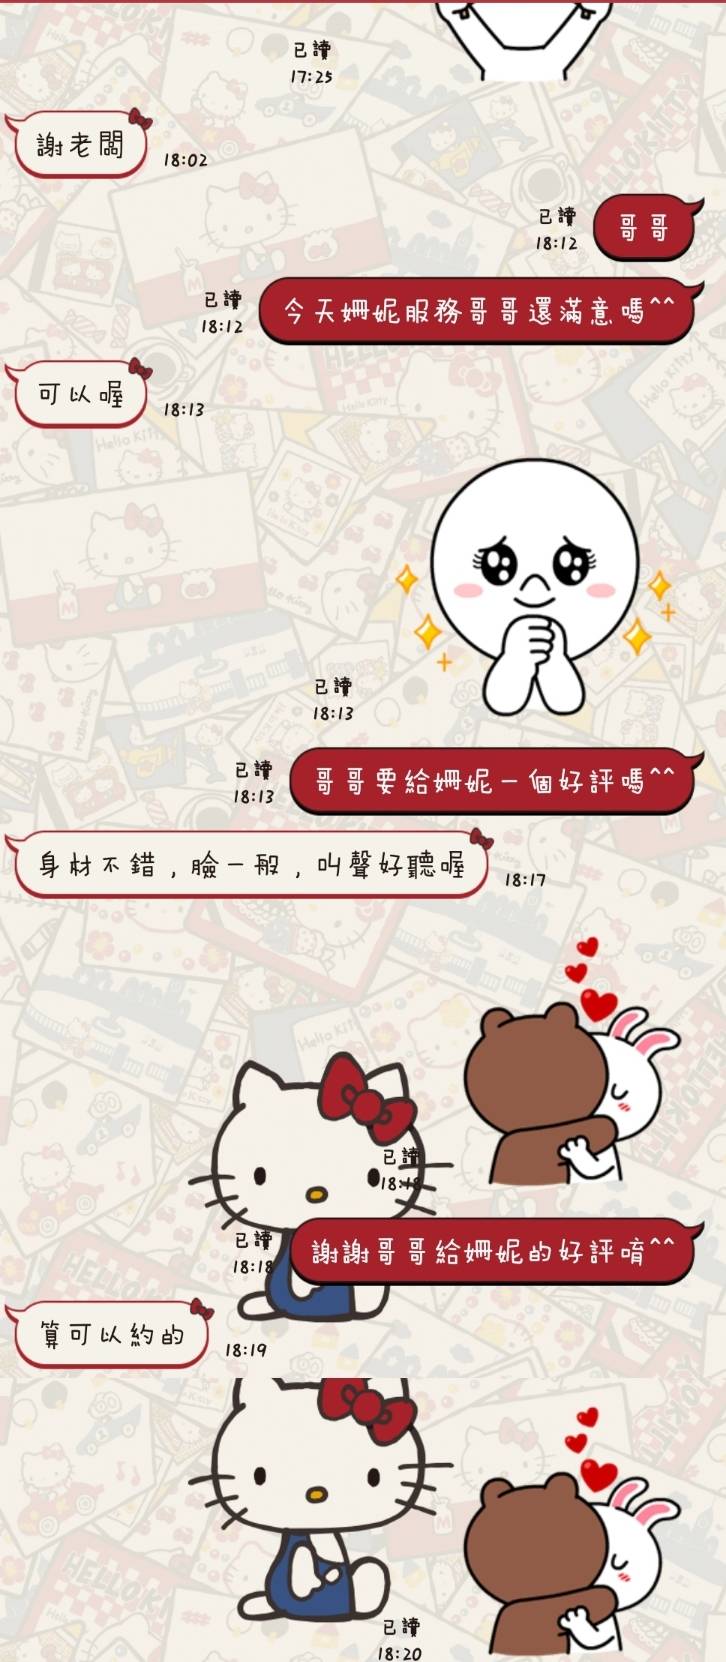 已讀
17:25
謝老闆
18:02
哥哥
已讀
18:12
今天姍妮服務哥哥還滿意嗎^^
已讀
18:12
可以喔
18:13
已讀
18:13
哥哥要給姍妮一個好評嗎^^
已讀
18:13
身材不錯，臉一般，叫聲好聽喔
18:17
已讀
18:18
謝謝哥哥給姍妮的好評唷^^
已讀
18:18
算可以約的
18:19
已讀
18:20